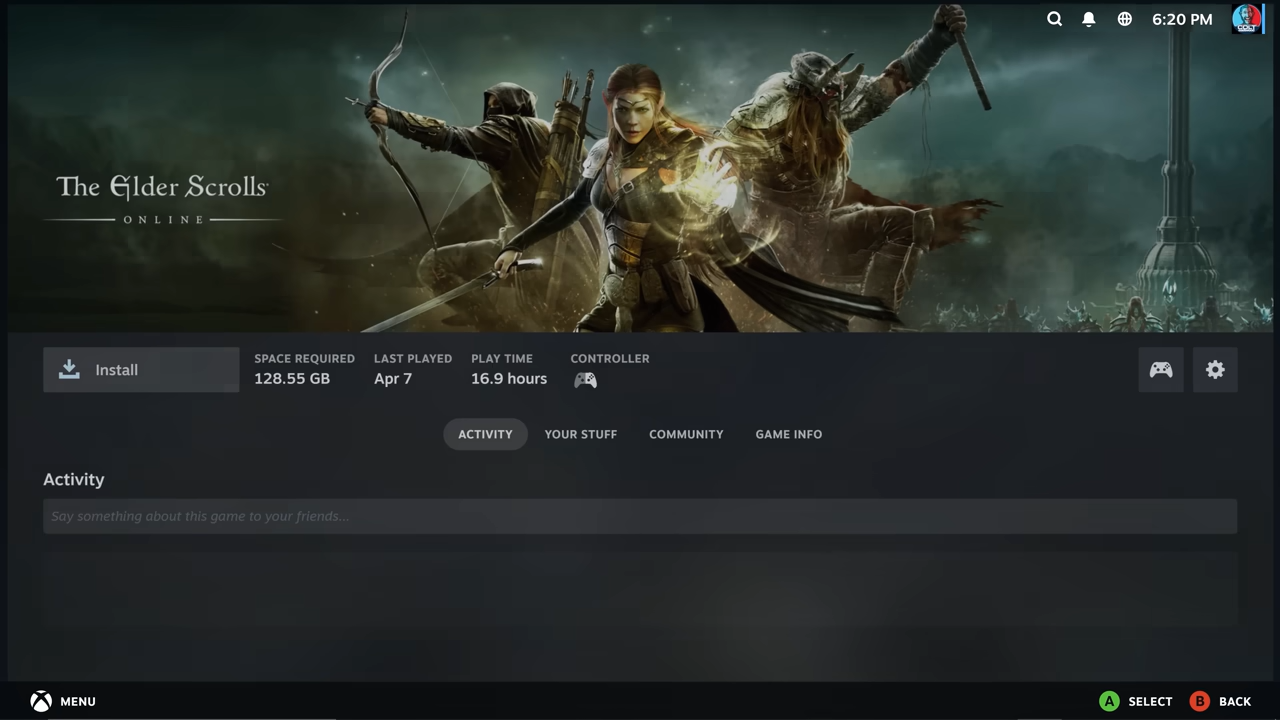 6:20 PM
The Elder Scrolls
ONLINE
Install
SPACE REQUIRED
128.55 GB
LAST PLAYED
Apr 7
PLAY TIME
16.9 hours
CONTROLLER
ACTIVITY
YOUR STUFF
COMMUNITY
GAME INFO
Activity
Say something about this game to your friends...
MENU
A SELECT
B BACK